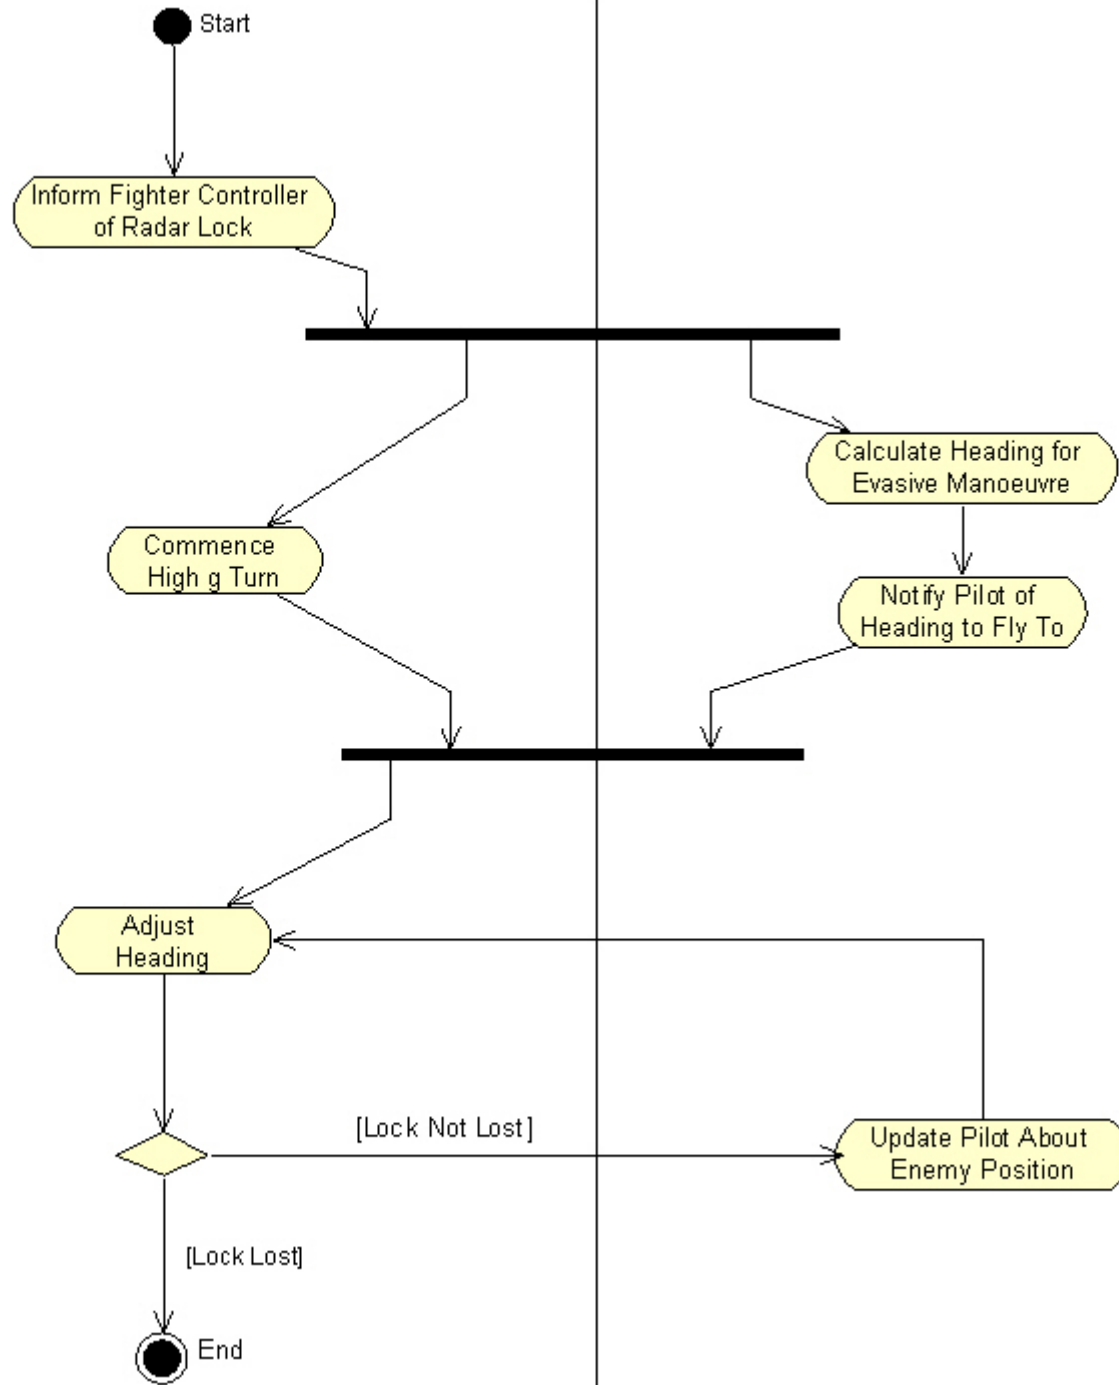 Start
Inform Fighter Controller
of Radar Lock
Calculate Heading for
Evasive Manoeuvre
Commence
High g Turn
Notify Pilot of
Heading to Fly To
Adjust
Heading
[Lock Not Lost]
Update Pilot About
Enemy Position
[Lock Lost]
End